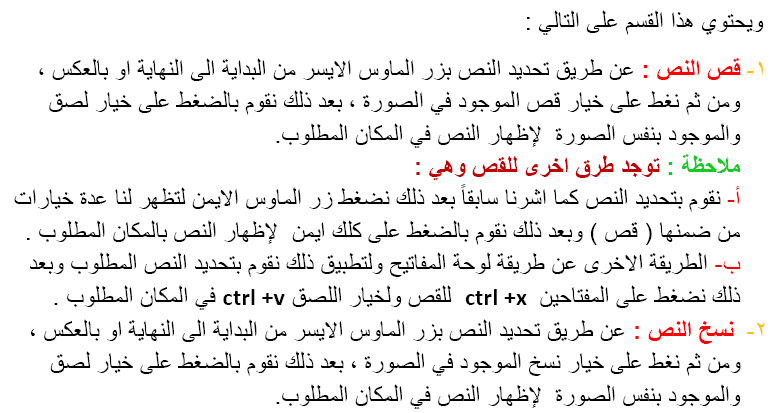 ويحتوي هذا القسم على التالي :
١- قص النص : عن طريق تحديد النص بزر الماوس الايسر من البداية الى النهاية او بالعكس ،
ومن ثم نغط على خيار قص الموجود في الصورة ، بعد ذلك نقوم بالضغط على خيار لصق
والموجود بنفس الصورة لإظهار النص في المكان المطلوب.
ملاحظة : توجد طرق اخرى للقص وهي :
أ- نقوم بتحديد النص كما اشرنا سابقاً بعد ذلك نضغط زر الماوس الايمن لتظهر لنا عدة خيارات
من ضمنها ( قص ) وبعد ذلك نقوم بالضغط على كلك ايمن لإظهار النص بالمكان المطلوب .
ب- الطريقة الاخرى عن طريقة لوحة المفاتيح ولتطبيق ذلك نقوم بتحديد النص المطلوب وبعد
ذلك نضغط على المفتاحين ctrl +x للقص ولخيار اللصق ctrl +v في المكان المطلوب .
٢- نسخ النص : عن طريق تحديد النص بزر الماوس الايسر من البداية الى النهاية او بالعكس ،
ومن ثم نغط على خيار نسخ الموجود في الصورة ، بعد ذلك نقوم بالضغط على خيار لصق
والموجود بنفس الصورة لإظهار النص في المكان المطلوب.